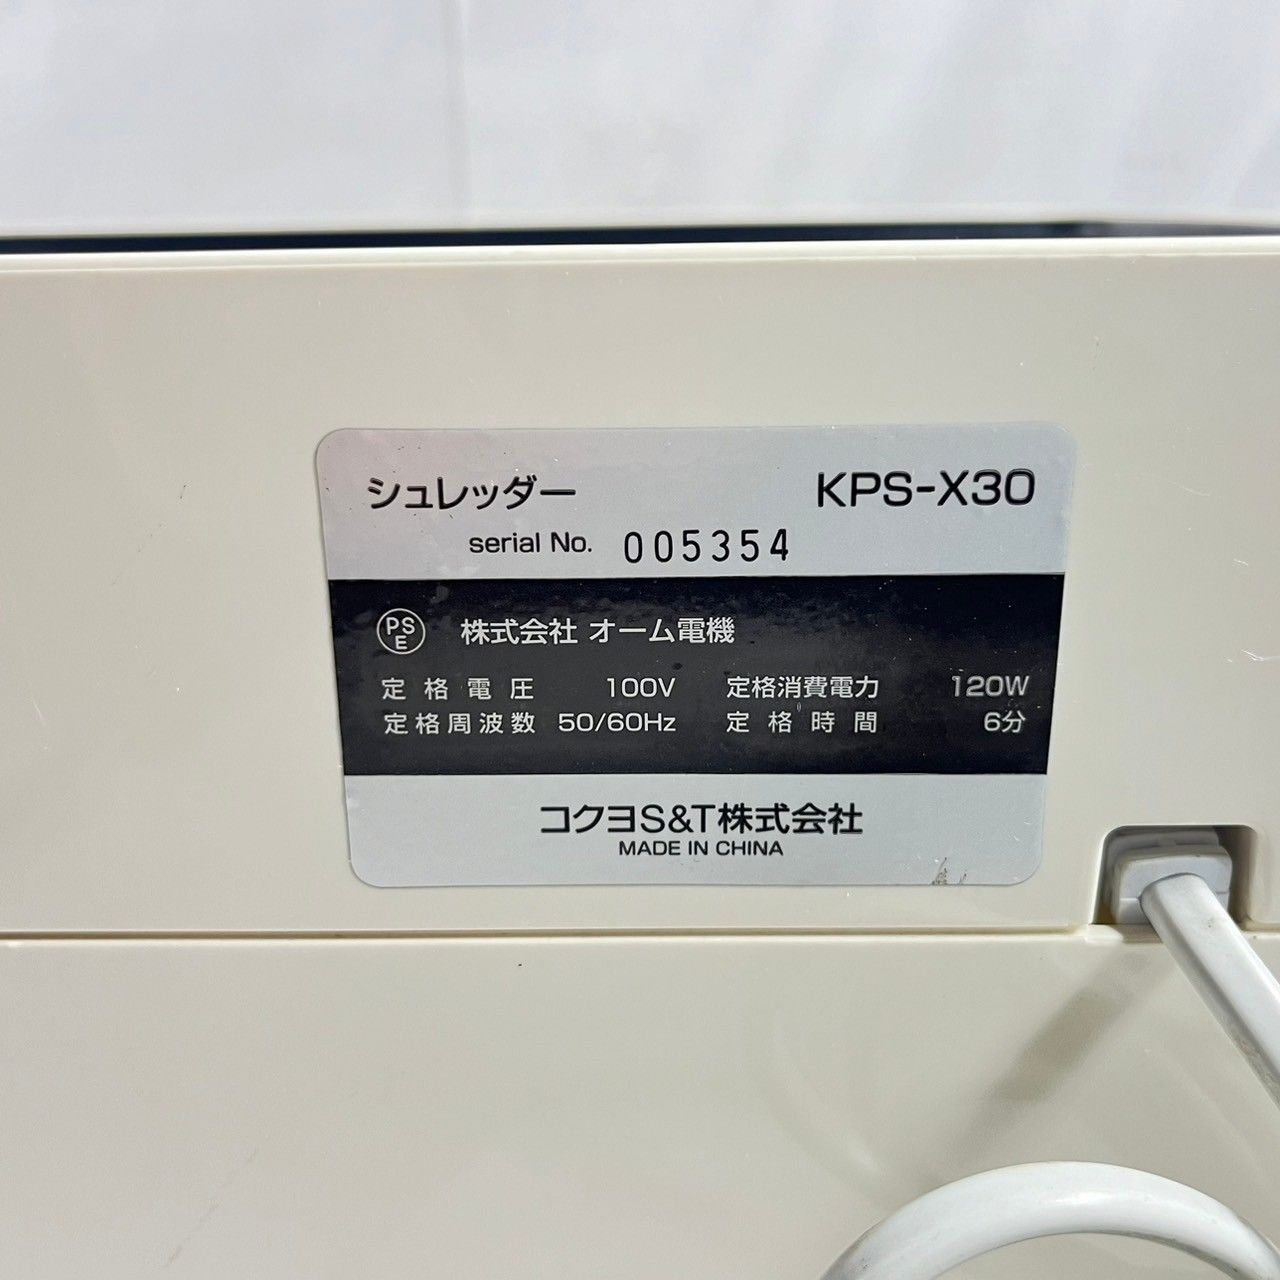 シュレッダー KPS-X30
serial No. 005354
PSE 株式会社 オーム電機
定格電圧 100V 定格消費電力 120W
定格周波数 50/60Hz 定格時間 6分
コクヨS&T株式会社
MADE IN CHINA